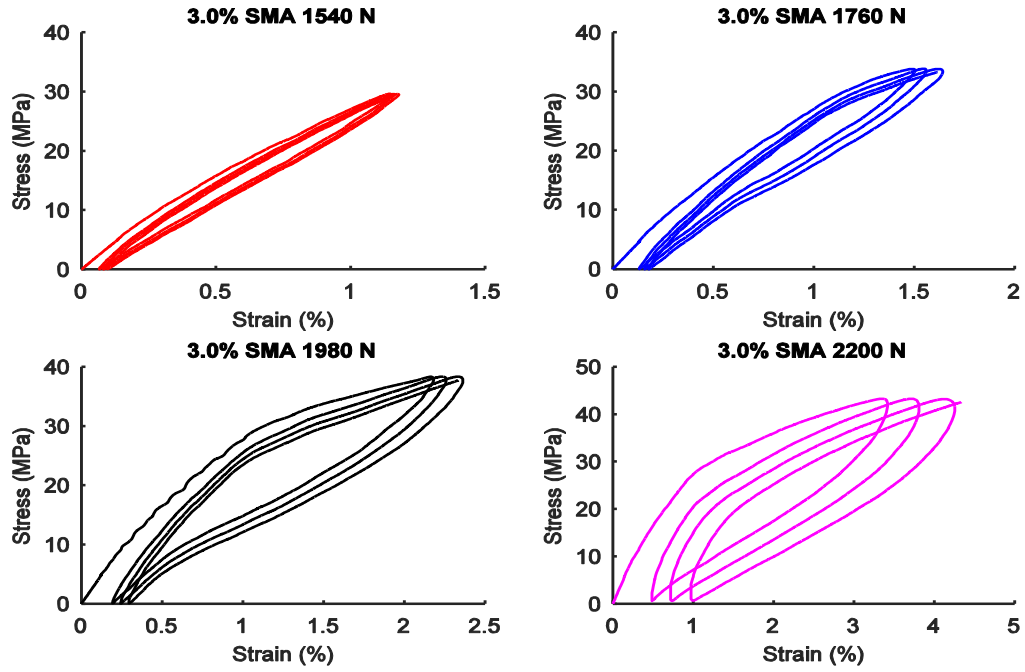 3.0% SMA 1540 N
40
30
20
10
0
Stress (MPa)
0 0.5 1 1.5
Strain (%)
3.0% SMA 1760 N
40
30
20
10
0
Stress (MPa)
0 0.5 1 1.5 2
Strain (%)
3.0% SMA 1980 N
40
30
20
10
0
Stress (MPa)
0 0.5 1 1.5 2 2.5
Strain (%)
3.0% SMA 2200 N
50
40
30
20
10
0
Stress (MPa)
0 1 2 3 4 5
Strain (%)